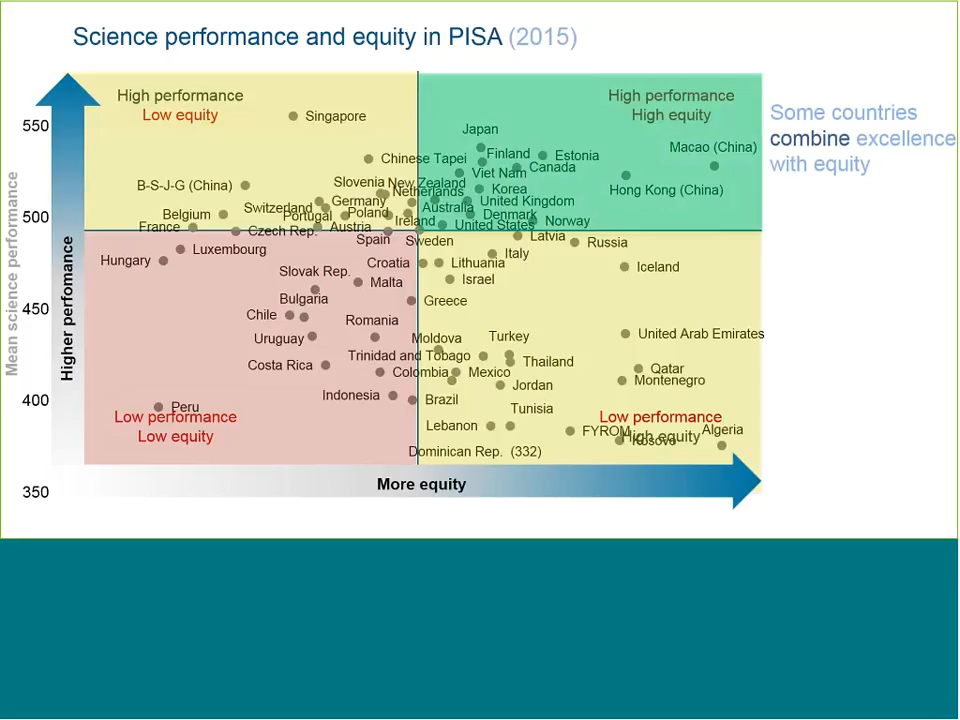 Science performance and equity in PISA (2015)
High performance
Low equity
High performance
High equity
Some countries
combine excellence
with equity
Mean science performance
Higher perfomance
550
500
450
400
350
Singapore
Japan
Chinese Tapei
Finland
Estonia
Macao (China)
Viet Nam
Canada
B-S-J-G (China)
Slovenia
New Zealand
Netherlands
Korea
Hong Kong (China)
Switzerland
Germany
Australia
United Kingdom
Belgium
Portugal
Poland
Ireland
Denmark
Norway
France
Czech Rep.
Austria
United States
Spain
Sweden
Latvia
Russia
Luxembourg
Hungary
Italy
Croatia
Lithuania
Iceland
Slovak Rep.
Malta
Israel
Bulgaria
Greece
Chile
Romania
Uruguay
Moldova
Turkey
United Arab Emirates
Trinidad and Tobago
Thailand
Costa Rica
Colombia
Mexico
Qatar
Montenegro
Jordan
Indonesia
Brazil
Peru
Tunisia
Low performance
Low equity
Low performance
High equity
Lebanon
FYROM
Kosovo
Algeria
Dominican Rep. (332)
More equity